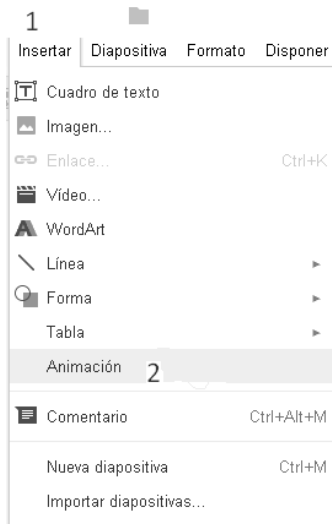 1
Insertar Diapositiva Formato Disponer
Cuadro de texto
Imagen...
Enlace... Ctrl+K
Vídeo...
WordArt
Línea
Forma
Tabla
Animación 2
Comentario Ctrl+Alt+M
Nueva diapositiva Ctrl+M
Importar diapositivas...